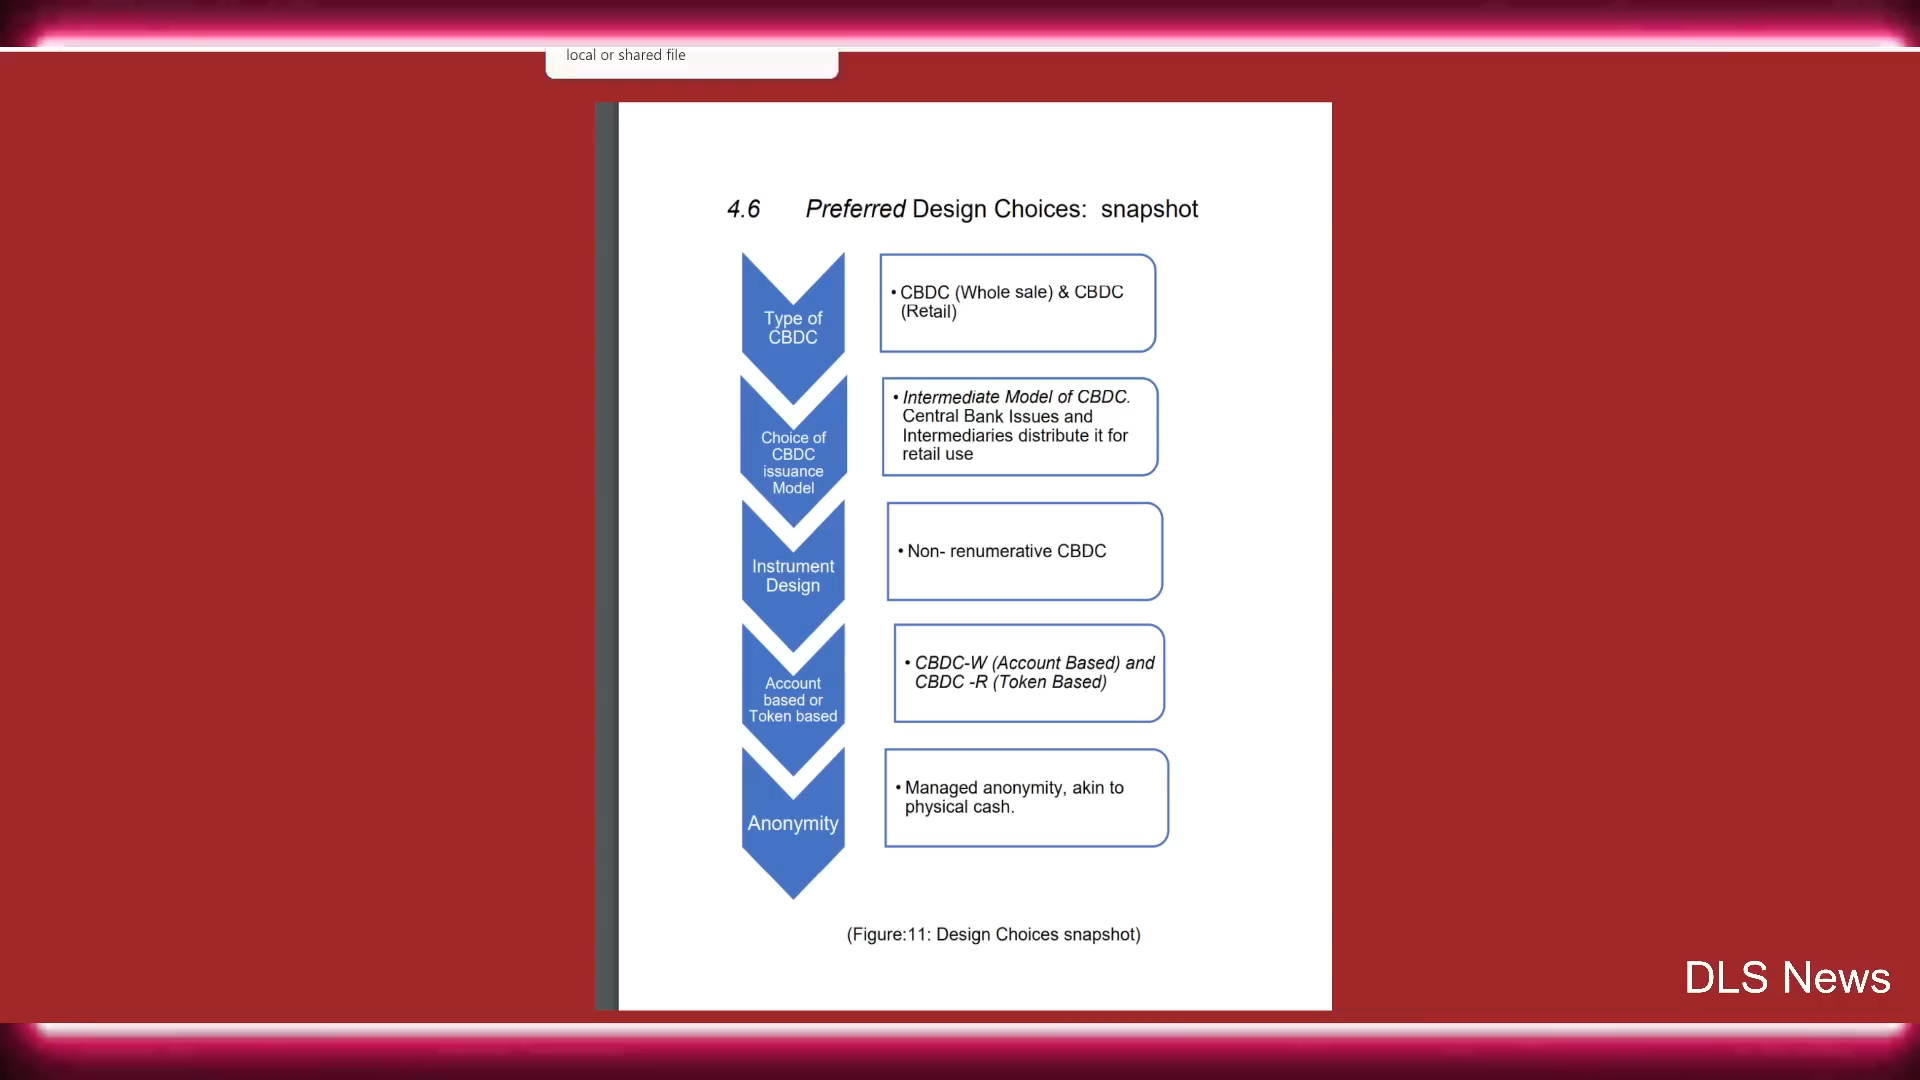 local or shared file
4.6 Preferred Design Choices: snapshot
Type of
CBDC
• CBDC (Whole sale) & CBDC
(Retail)
Choice of
CBDC
issuance
Model
• Intermediate Model of CBDC.
Central Bank Issues and
Intermediaries distribute it for
retail use
Instrument
Design
• Non- renumerative CBDC
Account
based or
Token based
• CBDC-W (Account Based) and
CBDC -R (Token Based)
Anonymity
• Managed anonymity, akin to
physical cash.
(Figure:11: Design Choices snapshot)
DLS News